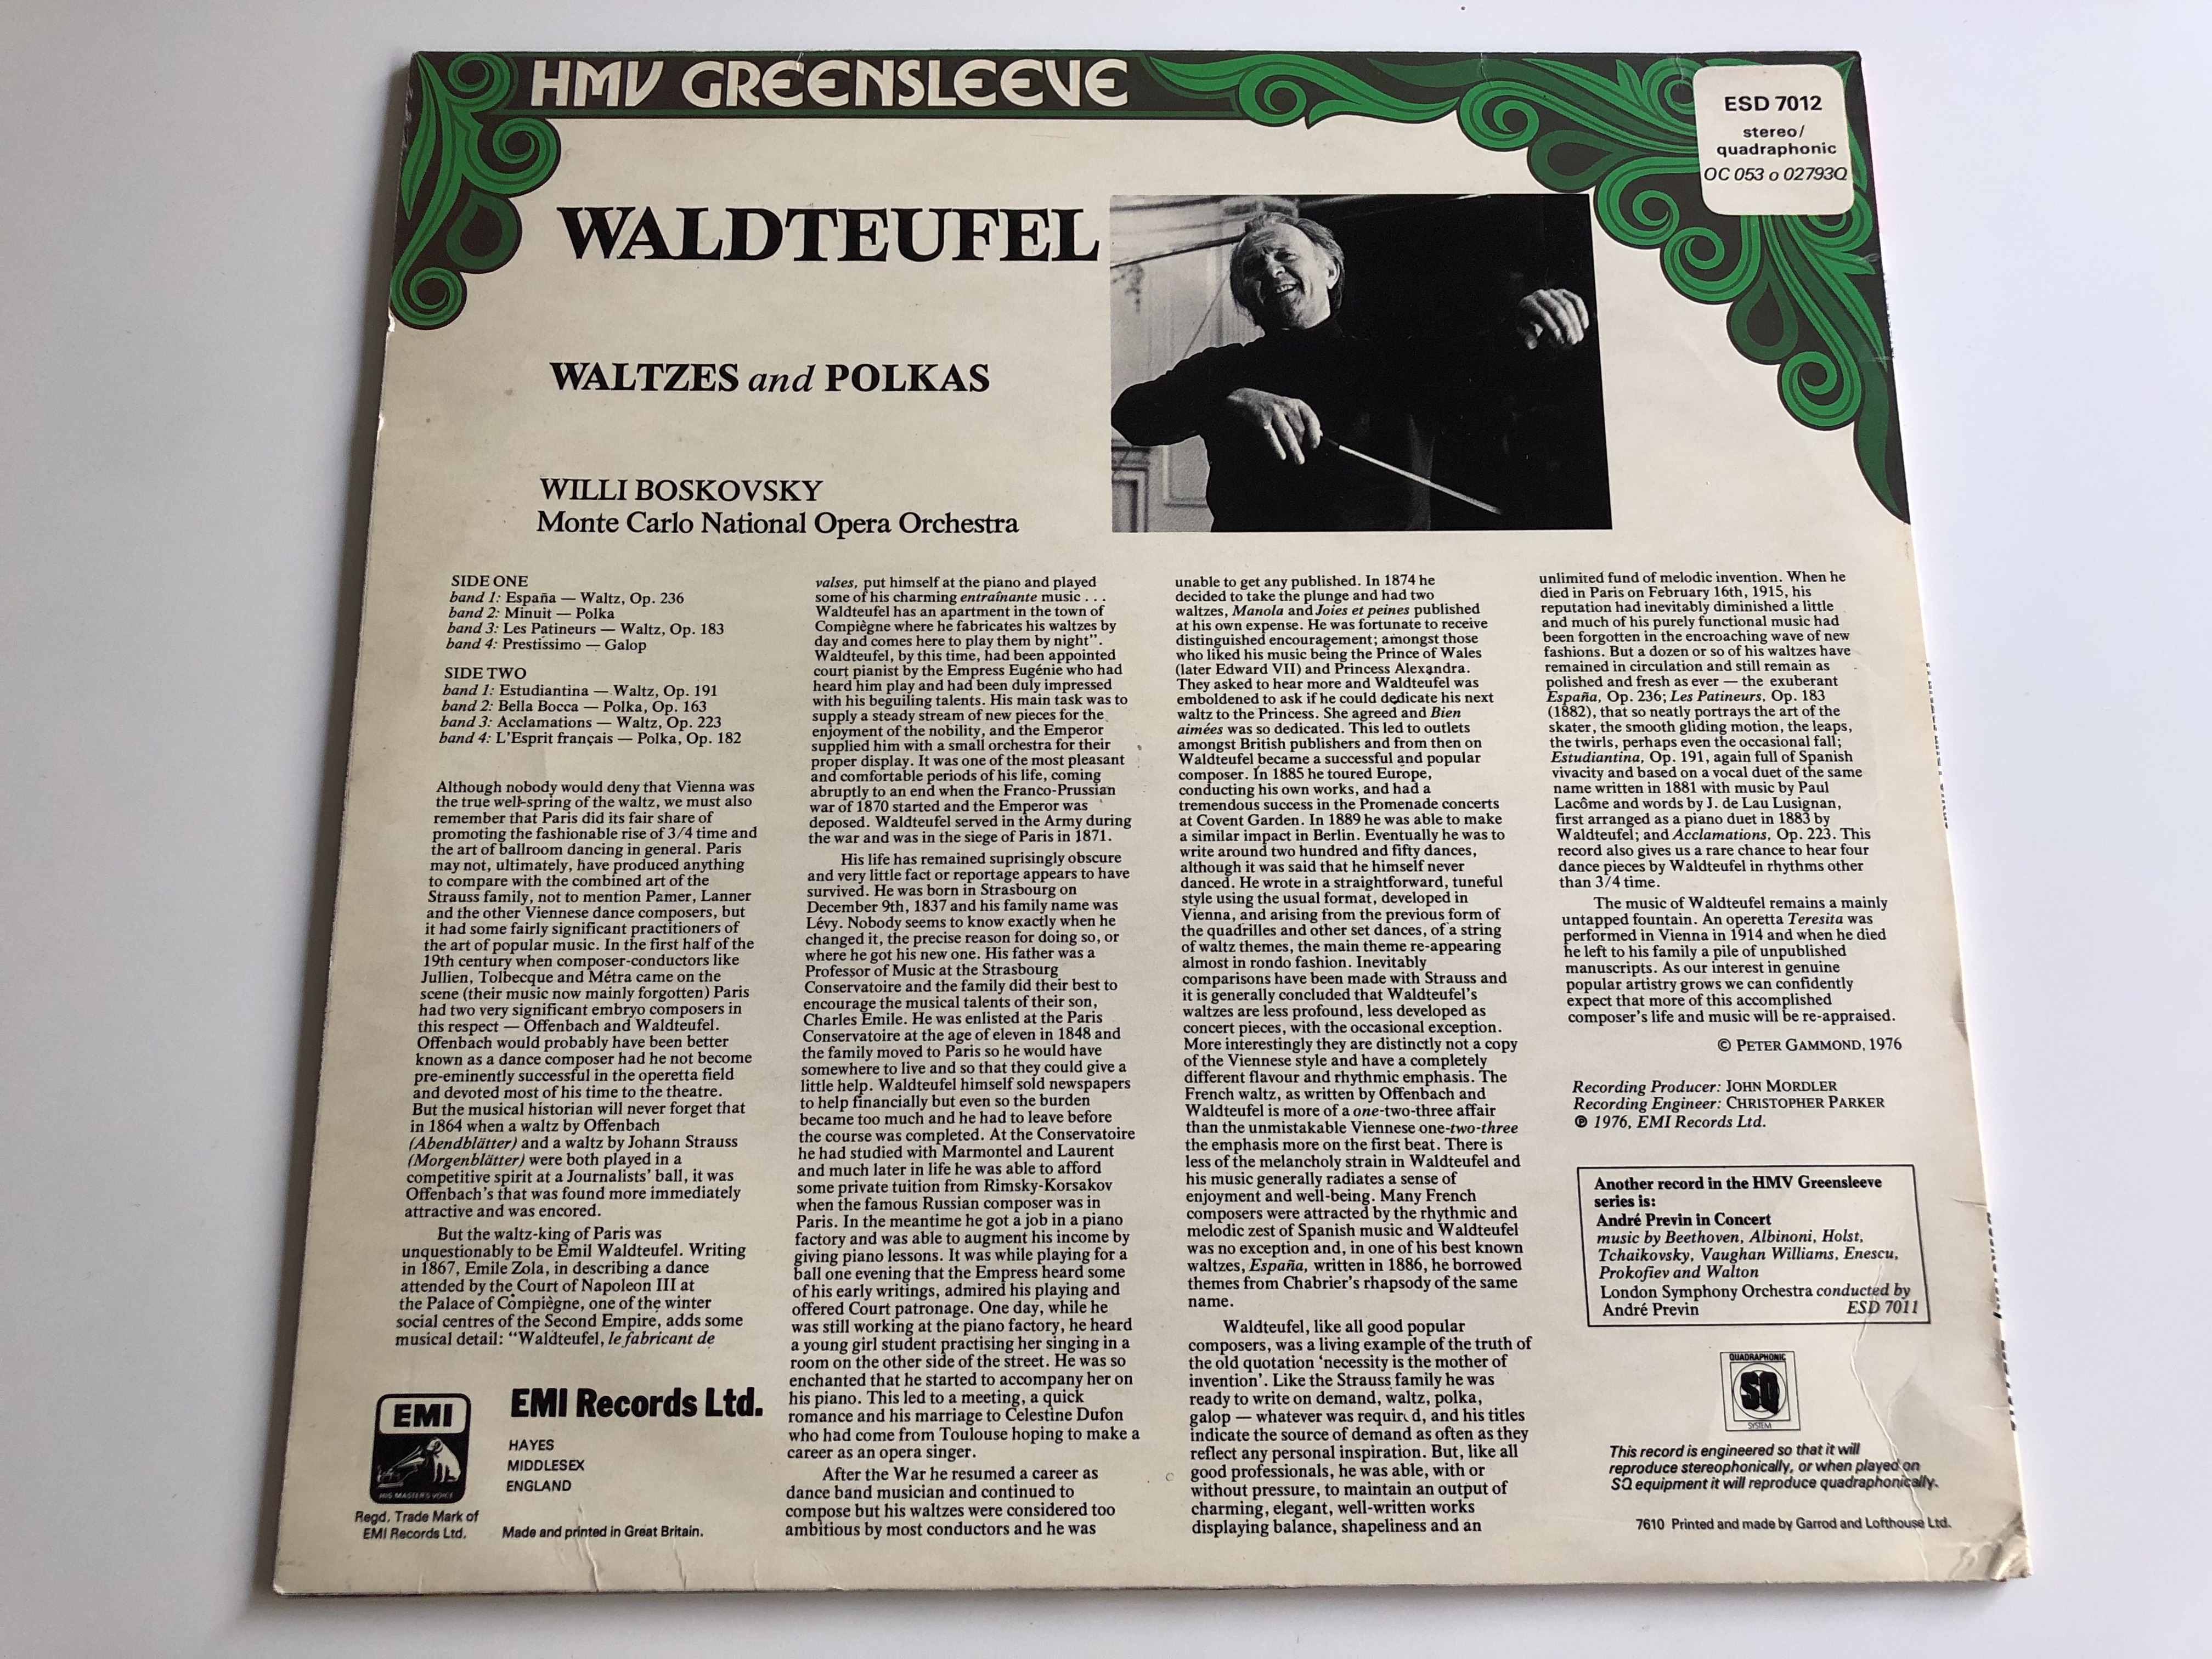 HMV GREENSLEEVE
ESD 7012
stereo/
quadraphonic
OC 053 o 02793Q
WALDTEUFEL
WALTZES and POLKAS
WILLI BOSKOVSKY
Monte Carlo National Opera Orchestra
SIDE ONE
band 1: España — Waltz, Op. 236
band 2: Minuit — Polka
band 3: Les Patineurs — Waltz, Op. 183
band 4: Prestissimo — Galop
SIDE TWO
band 1: Estudiantina — Waltz, Op. 191
band 2: Bella Bocca — Polka, Op. 163
band 3: Acclamations — Waltz, Op. 223
band 4: L'Esprit français — Polka, Op. 182
Although nobody would deny that Vienna was
the true well-spring of the waltz, we must also
remember that Paris did its fair share of
promoting the fashionable rise of 3/4 time and
the art of ballroom dancing in general. Paris
may not, ultimately, have produced anything
to compare with the combined art of the
Strauss family, not to mention Pamer, Lanner
and the other Viennese dance composers, but
it had some fairly significant practitioners of
the art of popular music. In the first half of the
19th century when composer-conductors like
Jullien, Tolbecque and Métra came on the
scene (their music now mainly forgotten) Paris
had two very significant embryo composers in
this respect — Offenbach and Waldteufel.
Offenbach would probably have been better
known as a dance composer had he not become
pre-eminently successful in the operetta field
and devoted most of his time to the theatre.
But the musical historian will never forget that
in 1864 when a waltz by Offenbach
(Abendblätter) and a waltz by Johann Strauss
(Morgenblätter) were both played in a
competitive spirit at a Journalists' ball, it was
Offenbach's that was found more immediately
attractive and was encored.
But the waltz-king of Paris was
unquestionably to be Emil Waldteufel. Writing
in 1867, Emile Zola, in describing a dance
attended by the Court of Napoleon III at
the Palace of Compiègne, one of the winter
social centres of the Second Empire, adds some
musical detail: "Waldteufel, le fabricant de
valses, put himself at the piano and played
some of his charming entraînante music . . .
Waldteufel has an apartment in the town of
Compiègne where he fabricates his waltzes by
day and comes here to play them by night".
Waldteufel, by this time, had been appointed
court pianist by the Empress Eugénie who had
heard him play and had been duly impressed
with his beguiling talents. His main task was to
supply a steady stream of new pieces for the
enjoyment of the nobility, and the Emperor
supplied him with a small orchestra for their
proper display. It was one of the most pleasant
and comfortable periods of his life, coming
abruptly to an end when the Franco-Prussian
war of 1870 started and the Emperor was
deposed. Waldteufel served in the Army during
the war and was in the siege of Paris in 1871.
His life has remained suprisingly obscure
and very little fact or reportage appears to have
survived. He was born in Strasbourg on
December 9th, 1837 and his family name was
Lévy. Nobody seems to know exactly when he
changed it, the precise reason for doing so, or
where he got his new one. His father was a
Professor of Music at the Strasbourg
Conservatoire and the family did their best to
encourage the musical talents of their son,
Charles Emile. He was enlisted at the Paris
Conservatoire at the age of eleven in 1848 and
the family moved to Paris so he would have
somewhere to live and so that they could give a
little help. Waldteufel himself sold newspapers
to help financially but even so the burden
became too much and he had to leave before
the course was completed. At the Conservatoire
he had studied with Marmontel and Laurent
and much later in life he was able to afford
some private tuition from Rimsky-Korsakov
when the famous Russian composer was in
Paris. In the meantime he got a job in a piano
factory and was able to augment his income by
giving piano lessons. It was while playing for a
ball one evening that the Empress heard some
of his early writings, admired his playing and
offered Court patronage. One day, while he
was still working at the piano factory, he heard
a young girl student practising her singing in a
room on the other side of the street. He was so
enchanted that he started to accompany her on
his piano. This led to a meeting, a quick
romance and his marriage to Celestine Dufon
who had come from Toulouse hoping to make a
career as an opera singer.
After the War he resumed a career as
dance band musician and continued to
compose but his waltzes were considered too
ambitious by most conductors and he was
unable to get any published. In 1874 he
decided to take the plunge and had two
waltzes, Manola and Joies et peines published
at his own expense. He was fortunate to receive
distinguished encouragement; amongst those
who liked his music being the Prince of Wales
(later Edward VII) and Princess Alexandra.
They asked to hear more and Waldteufel was
emboldened to ask if he could dedicate his next
waltz to the Princess. She agreed and Bien
aimées was so dedicated. This led to outlets
amongst British publishers and from then on
Waldteufel became a successful and popular
composer. In 1885 he toured Europe,
conducting his own works, and had a
tremendous success in the Promenade concerts
at Covent Garden. In 1889 he was able to make
a similar impact in Berlin. Eventually he was to
write around two hundred and fifty dances,
although it was said that he himself never
danced. He wrote in a straightforward, tuneful
style using the usual format, developed in
Vienna, and arising from the previous form of
the quadrilles and other set dances, of a string
of waltz themes, the main theme re-appearing
almost in rondo fashion. Inevitably
comparisons have been made with Strauss and
it is generally concluded that Waldteufel's
waltzes are less profound, less developed as
concert pieces, with the occasional exception.
More interestingly they are distinctly not a copy
of the Viennese style and have a completely
different flavour and rhythmic emphasis. The
French waltz, as written by Offenbach and
Waldteufel is more of a one-two-three affair
than the unmistakable Viennese one-two-three
the emphasis more on the first beat. There is
less of the melancholy strain in Waldteufel and
his music generally radiates a sense of
enjoyment and well-being. Many French
composers were attracted by the rhythmic and
melodic zest of Spanish music and Waldteufel
was no exception and, in one of his best known
waltzes, España, written in 1886, he borrowed
themes from Chabrier's rhapsody of the same
name.
Waldteufel, like all good popular
composers, was a living example of the truth of
the old quotation 'necessity is the mother of
invention'. Like the Strauss family he was
ready to write on demand, waltz, polka,
galop — whatever was required, and his titles
indicate the source of demand as often as they
reflect any personal inspiration. But, like all
good professionals, he was able, with or
without pressure, to maintain an output of
charming, elegant, well-written works
displaying balance, shapeliness and an
unlimited fund of melodic invention. When he
died in Paris on February 16th, 1915, his
reputation had inevitably diminished a little
and much of his purely functional music had
been forgotten in the encroaching wave of new
fashions. But a dozen or so of his waltzes have
remained in circulation and still remain as
polished and fresh as ever — the exuberant
España, Op. 236; Les Patineurs, Op. 183
(1882), that so neatly portrays the art of the
skater, the smooth gliding motion, the leaps,
the twirls, perhaps even the occasional fall;
Estudiantina, Op. 191, again full of Spanish
vivacity and based on a vocal duet of the same
name written in 1881 with music by Paul
Lacôme and words by J. de Lau Lusignan,
first arranged as a piano duet in 1883 by
Waldteufel; and Acclamations, Op. 223. This
record also gives us a rare chance to hear four
dance pieces by Waldteufel in rhythms other
than 3/4 time.
The music of Waldteufel remains a mainly
untapped fountain. An operetta Teresita was
performed in Vienna in 1914 and when he died
he left to his family a pile of unpublished
manuscripts. As our interest in genuine
popular artistry grows we can confidently
expect that more of this accomplished
composer's life and music will be re-appraised.
© PETER GAMMOND, 1976
Recording Producer: JOHN MORDLER
Recording Engineer: CHRISTOPHER PARKER
℗ 1976, EMI Records Ltd.
Another record in the HMV Greensleeve
series is:
André Previn in Concert
music by Beethoven, Albinoni, Holst,
Tchaikovsky, Vaughan Williams, Enescu,
Prokofiev and Walton
London Symphony Orchestra conducted by
André Previn ESD 7011
QUADRAPHONIC
SQ
SYSTEM
This record is engineered so that it will
reproduce stereophonically, or when played on
SQ equipment it will reproduce quadraphonically.
7610 Printed and made by Garrod and Lofthouse Ltd.
EMI
HIS MASTER'S VOICE
Regd. Trade Mark of
EMI Records Ltd.
EMI Records Ltd.
HAYES
MIDDLESEX
ENGLAND
Made and printed in Great Britain.